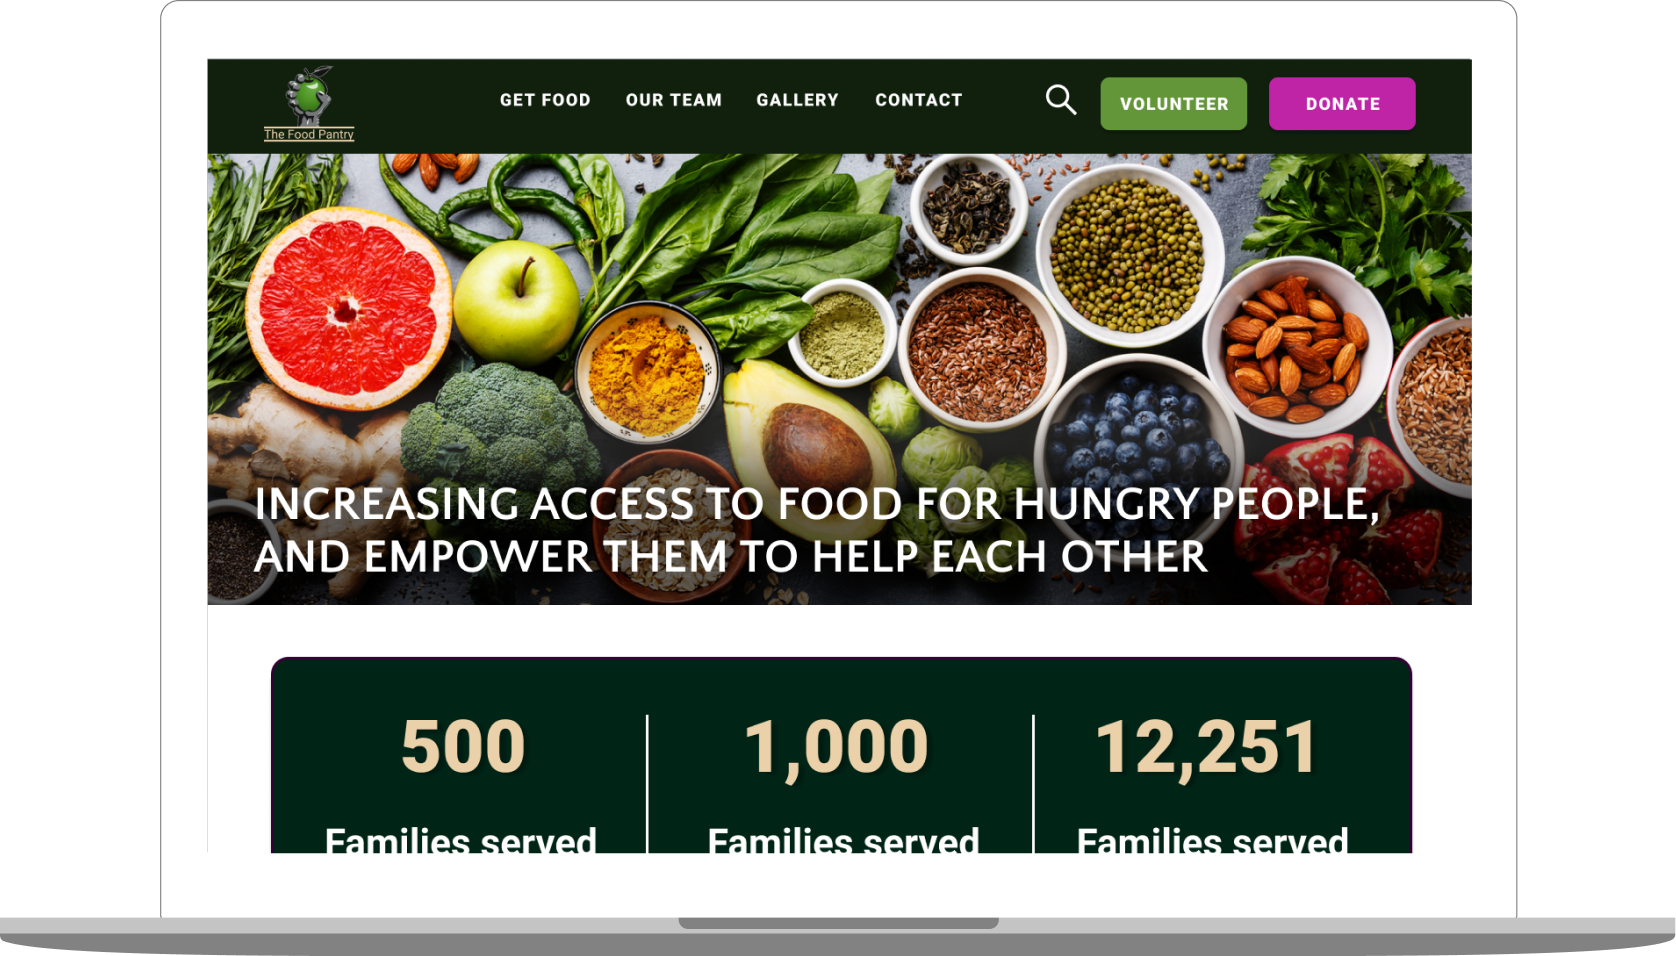 The Food Pantry
GET FOOD
OUR TEAM
GALLERY
CONTACT
VOLUNTEER
DONATE
INCREASING ACCESS TO FOOD FOR HUNGRY PEOPLE,
AND EMPOWER THEM TO HELP EACH OTHER
500
1,000
12,251
Families served
Families served
Families served